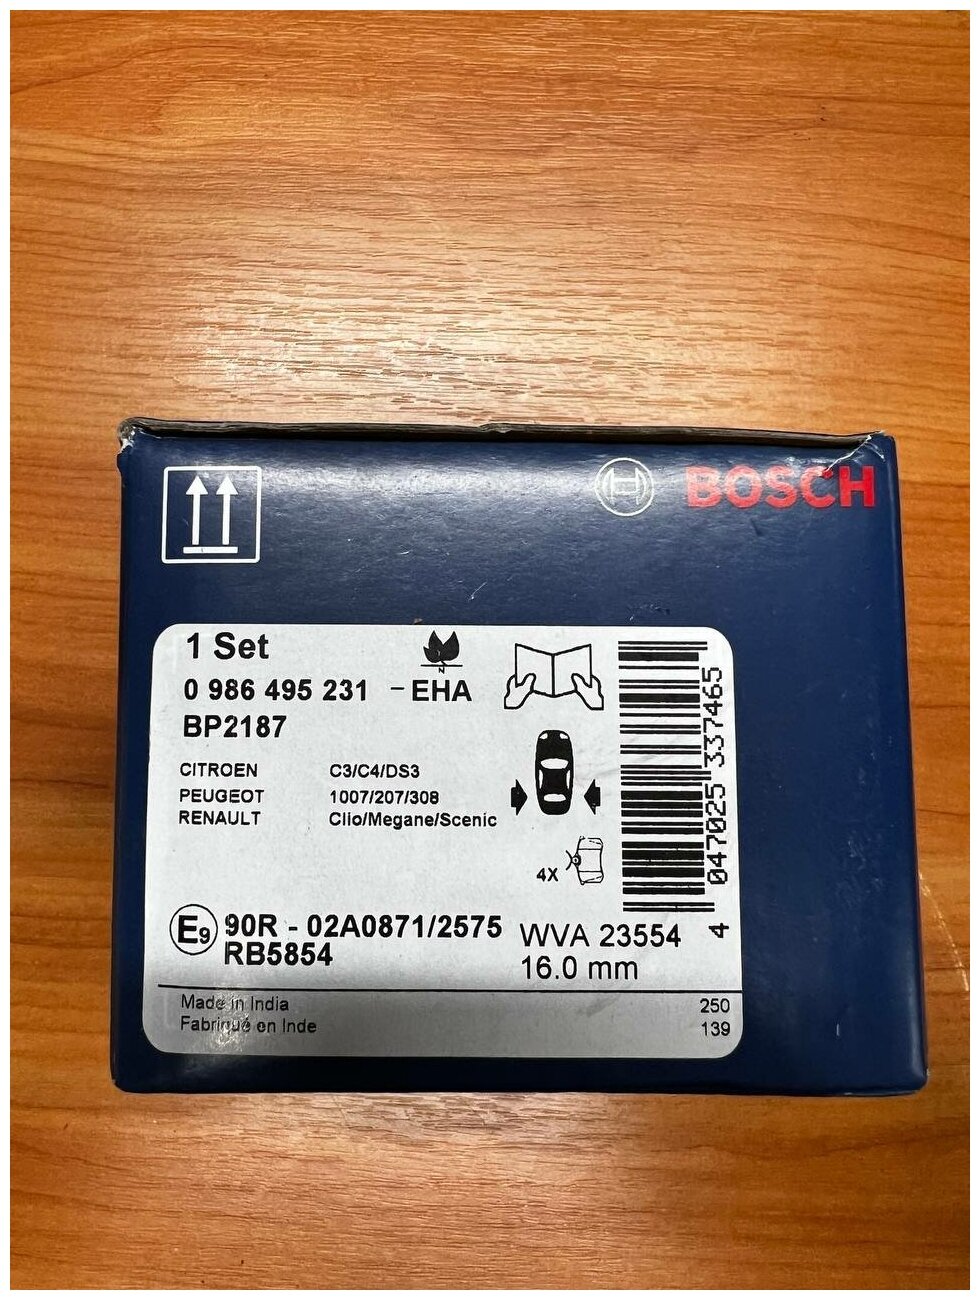 BOSCH
1 Set
0 986 495 231 - EHA
N
BP2187
CITROEN C3/C4/DS3
PEUGEOT 1007/207/308
RENAULT Clio/Megane/Scenic
4X
4 047025 337465
E9 90R - 02A0871/2575
RB5854
WVA 23554
16.0 mm
Made in India 250
Fabriqué en Inde 139